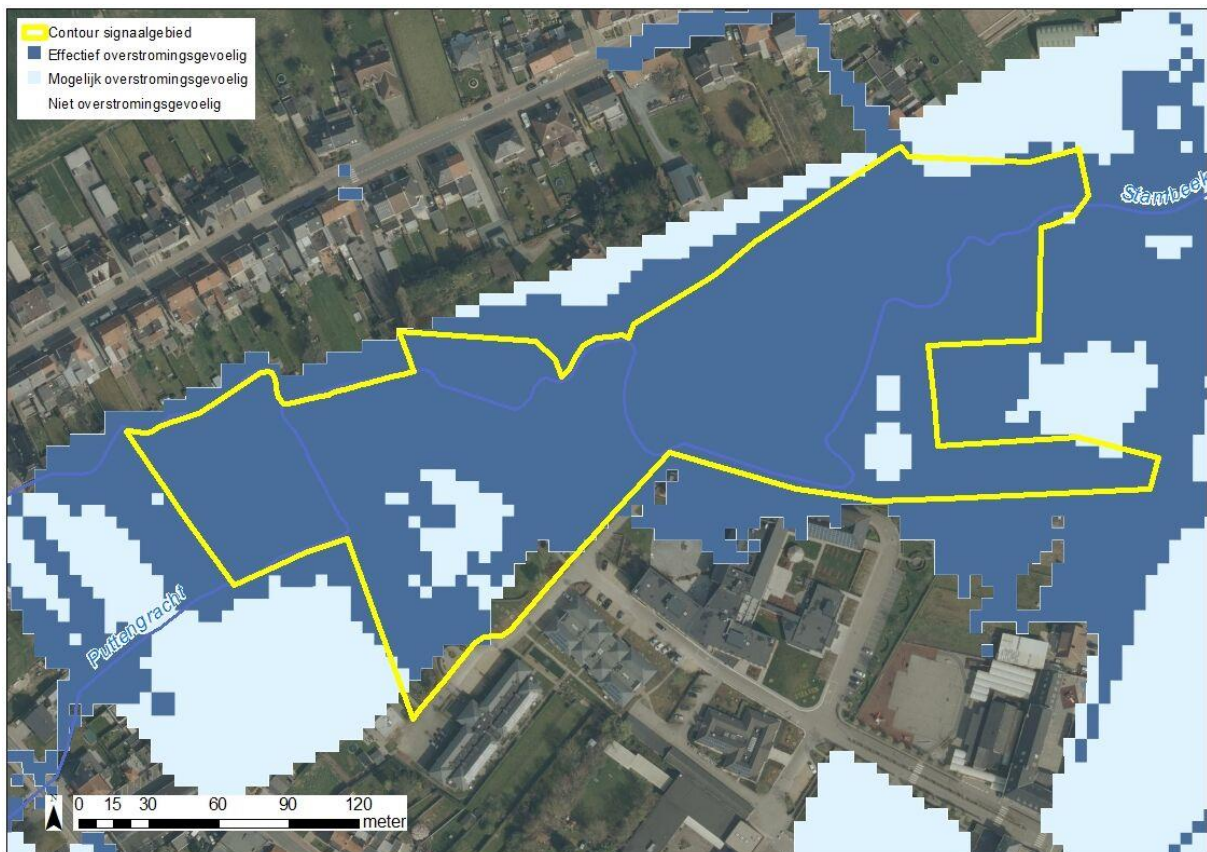 Contour signaalgebied
Effectief overstromingsgevoelig
Mogelijk overstromingsgevoelig
Niet overstromingsgevoelig
Stambeek
Puttengracht
N
0 15 30 60 90 120
meter